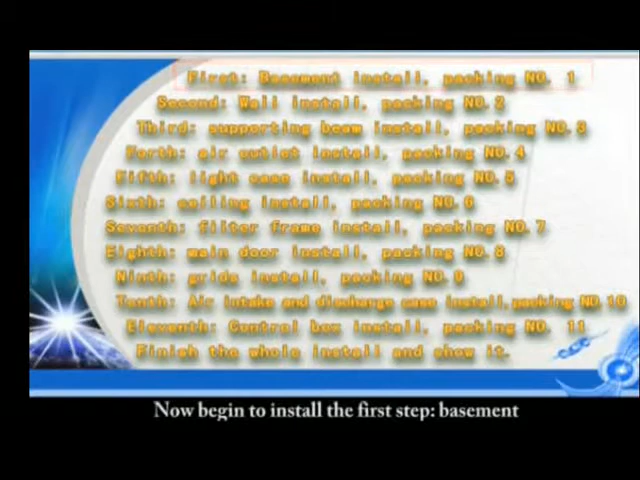 First: Basement install, packing NO. 1
Second: Wall install, packing NO.2
Third: supporting beam install, packing NO.3
Forth: air outlet install, packing NO.4
Fifth: light case install, packing NO.5
Sixth: ceiling install, packing NO.6
Seventh: filter frame install, packing NO.7
Eighth: main door install, packing NO.8
Ninth: grids install, packing NO.9
Tenth: Air intake and discharge case install,packing NO 10
Eleventh: Control box install, packing NO. 11
Finish the whole install and show it.
Now begin to install the first step: basement